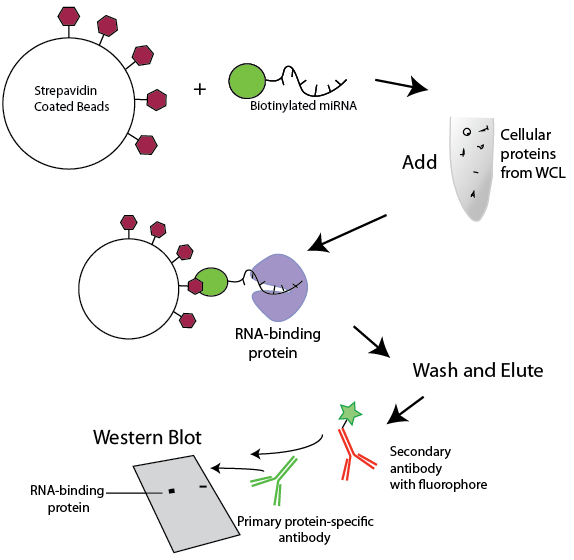 Strepavidin
Coated Beads
+
Biotinylated miRNA
Add
Cellular
proteins
from WCL
RNA-binding
protein
Wash and Elute
Western Blot
Secondary
antibody
with fluorophore
RNA-binding
protein
Primary protein-specific
antibody